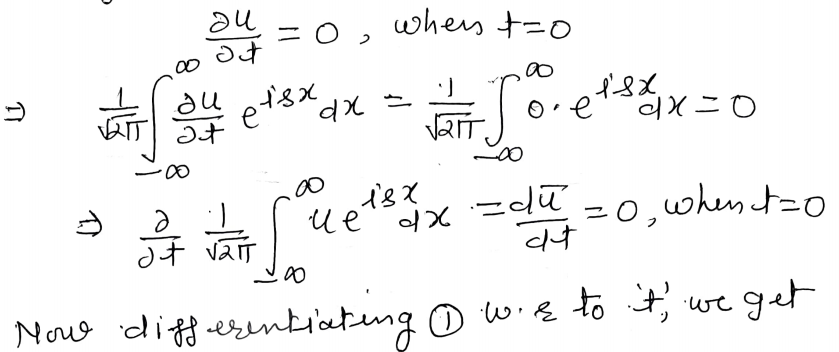 ∂u/∂t = 0 , when t=0
⇒ 1/√2π ∫_{-∞}^{∞} ∂u/∂t e^{isx} dx = 1/√2π ∫_{-∞}^{∞} 0 · e^{isx} dx = 0
⇒ ∂/∂t 1/√2π ∫_{-∞}^{∞} u e^{isx} dx = dū/dt = 0 , when t=0
Now differentiating ① w.r to 't', we get